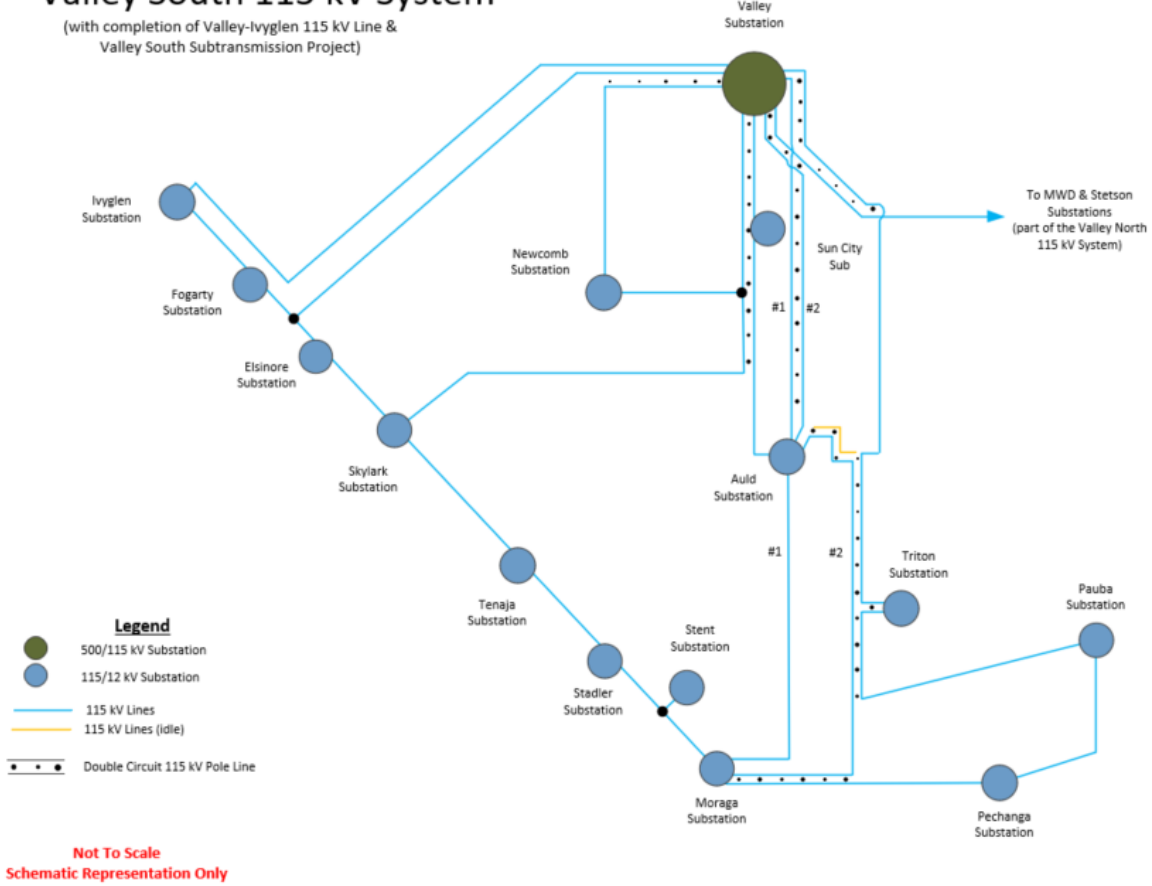 Valley South 115 kV System
(with completion of Valley-Ivyglen 115 kV Line &
Valley South Subtransmission Project)
Valley
Substation
Ivyglen
Substation
To MWD & Stetson
Substations
(part of the Valley North
115 kV System)
Newcomb
Substation
Sun City
Sub
Fogarty
Substation
#1
#2
Elsinore
Substation
Skylark
Substation
Auld
Substation
#1
#2
Triton
Substation
Pauba
Substation
Tenaja
Substation
Stent
Substation
Stadler
Substation
Legend
500/115 kV Substation
115/12 kV Substation
115 kV Lines
115 kV Lines (idle)
Double Circuit 115 kV Pole Line
Moraga
Substation
Pechanga
Substation
Not To Scale
Schematic Representation Only